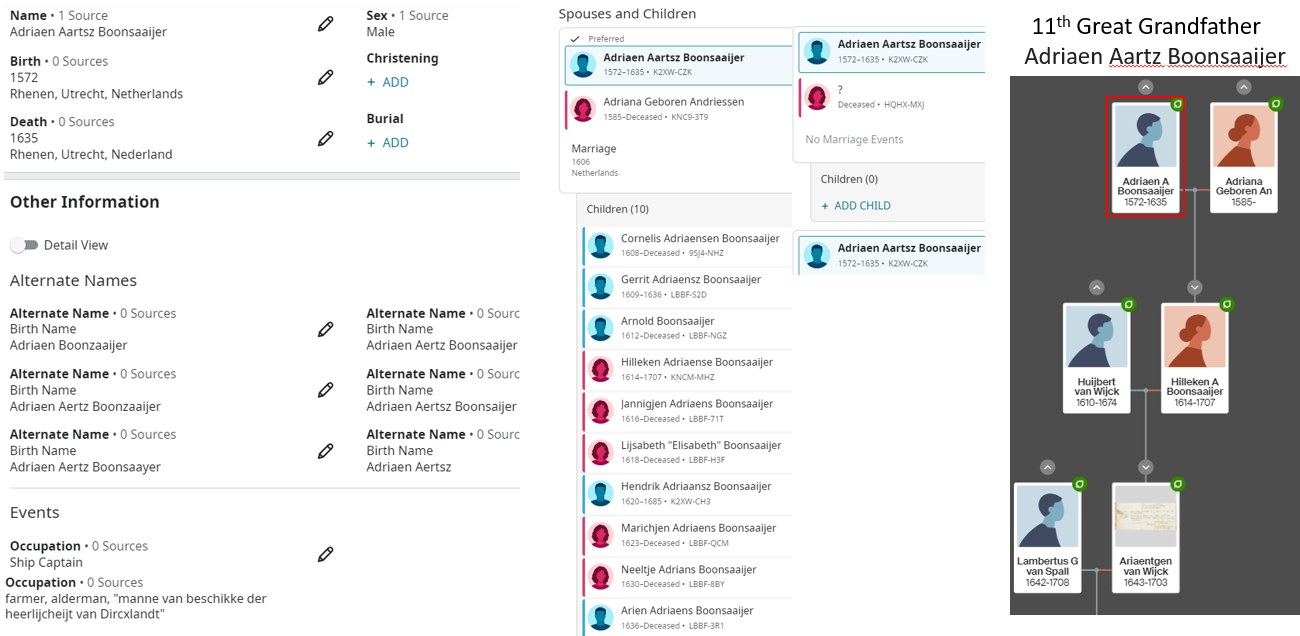 Name • 1 Source
Adriaen Aartsz Boonsaaijer
Sex • 1 Source
Male
Birth • 0 Sources
1572
Rhenen, Utrecht, Netherlands
Christening
+ ADD
Death • 0 Sources
1635
Rhenen, Utrecht, Nederland
Burial
+ ADD
Other Information
Detail View
Alternate Names
Alternate Name • 0 Sources
Birth Name
Adriaen Boonzaaijer
Alternate Name • 0 Sourc
Birth Name
Adriaen Aertz Boonsaaijer
Alternate Name • 0 Sources
Birth Name
Adriaen Aertz Boonzaaijer
Alternate Name • 0 Sourc
Birth Name
Adriaen Aertsz Boonsaijer
Alternate Name • 0 Sources
Birth Name
Adriaen Aertz Boonsaayer
Alternate Name • 0 Sourc
Birth Name
Adriaen Aertsz
Events
Occupation • 0 Sources
Ship Captain
Occupation • 0 Sources
farmer, alderman, "manne van beschikke der
heerlijcheijt van Dircxlandt"
Spouses and Children
Preferred
Adriaen Aartsz Boonsaaijer
1572–1635 • K2XW-CZK
Adriana Geboren Andriessen
1585–Deceased • KNC9-3T9
Marriage
1606
Netherlands
Children (10)
Cornelis Adriaensen Boonsaaijer
1608–Deceased • 9SJ4-NHZ
Gerrit Adriaensz Boonsaaijer
1609–1636 • LBBF-S2D
Arnold Boonsaaijer
1612–Deceased • LBBF-NGZ
Hilleken Adriaense Boonsaaijer
1614–1707 • KNCM-MHZ
Jannigjen Adriaens Boonsaaijer
1616–Deceased • LBBF-71T
Lijsabeth "Elisabeth" Boonsaaijer
1618–Deceased • LBBF-H3F
Hendrik Adriaansz Boonsaaijer
1620–1685 • K2XW-CH3
Marichjen Adriaens Boonsaaijer
1623–Deceased • LBBF-QCM
Neeltje Adrians Boonsaaijer
1630–Deceased • LBBF-8BY
Arien Adriaens Boonsaaijer
1636–Deceased • LBBF-3R1
Adriaen Aartsz Boonsaaijer
1572–1635 • K2XW-CZK
?
Deceased • HQHX-MXJ
No Marriage Events
Children (0)
+ ADD CHILD
Adriaen Aartsz Boonsaaijer
1572–1635 • K2XW-CZK
11th Great Grandfather
Adriaen Aartz Boonsaaijer
Adriaen A
Boonsaaijer
1572-1635
Adriana
Geboren An
1585-
Huijbert
van Wijck
1610-1674
Hilleken A
Boonsaaijer
1614-1707
Lambertus G
van Spall
1642-1708
Ariaentgen
van Wijck
1643-1703